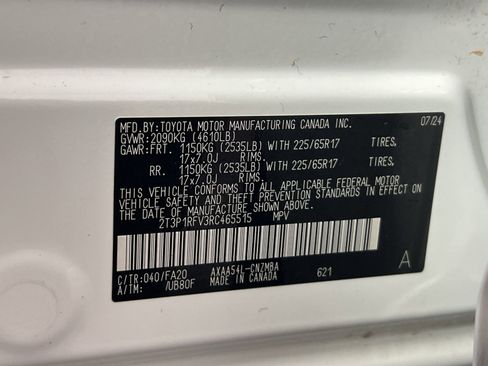 MFD.BY:TOYOTA MOTOR MANUFACTURING CANADA INC. 07/24
GVWR:2090KG (4610LB)
GAWR:FRT. 1150KG (2535LB) WITH 225/65R17 TIRES,
17x7.0J RIMS.
RR. 1150KG (2535LB) WITH 225/65R17 TIRES,
17x7.0J RIMS.
THIS VEHICLE CONFORMS TO ALL APPLICABLE FEDERAL MOTOR
VEHICLE SAFETY AND THEFT PREVENTION STANDARDS IN EFFECT ON
THE DATE OF MANUFACTURE SHOWN ABOVE.
2T3P1RFV3RC465515 MPV
C/TR:040/FA20 AXAA54L-CNZMBA 621 A
A/TM: /UB80F MADE IN CANADA